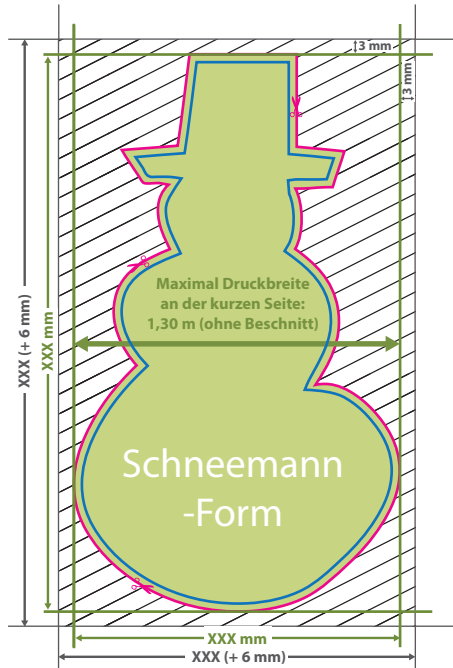 3 mm
3 mm
Maximal Druckbreite
an der kurzen Seite:
1,30 m (ohne Beschnitt)
XXX (+ 6 mm)
XXX mm
Schneemann
-Form
XXX mm
XXX (+ 6 mm)